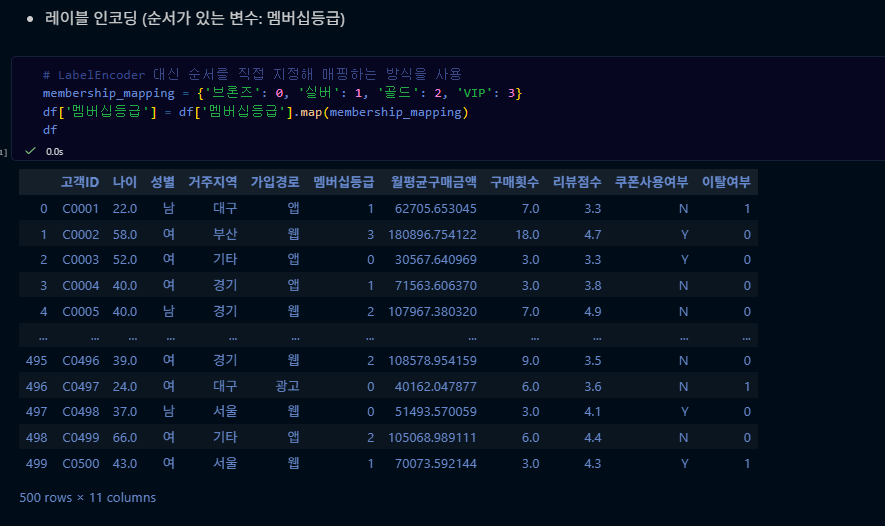 • 레이블 인코딩 (순서가 있는 변수: 멤버십등급)
# LabelEncoder 대신 순서를 직접 지정해 매핑하는 방식을 사용
membership_mapping = {'브론즈': 0, '실버': 1, '골드': 2, 'VIP': 3}
df['멤버십등급'] = df['멤버십등급'].map(membership_mapping)
df
1] ✓ 0.0s
고객ID 나이 성별 거주지역 가입경로 멤버십등급 월평균구매금액 구매횟수 리뷰점수 쿠폰사용여부 이탈여부
0 C0001 22.0 남 대구 앱 1 62705.653045 7.0 3.3 N 1
1 C0002 58.0 여 부산 웹 3 180896.754122 18.0 4.7 Y 0
2 C0003 52.0 여 기타 앱 0 30567.640969 3.0 3.3 Y 0
3 C0004 40.0 여 경기 앱 1 71563.606370 3.0 3.8 N 0
4 C0005 40.0 남 경기 웹 2 107967.380320 7.0 4.9 N 0
... ... ... ... ... ... ... ... ... ... ... ...
495 C0496 39.0 여 경기 웹 2 108578.954159 9.0 3.5 N 0
496 C0497 24.0 여 대구 광고 0 40162.047877 6.0 3.6 N 1
497 C0498 37.0 남 서울 웹 0 51493.570059 3.0 4.1 Y 0
498 C0499 66.0 여 기타 앱 2 105068.989111 6.0 4.4 N 0
499 C0500 43.0 여 서울 웹 1 70073.592144 3.0 4.3 Y 1
500 rows × 11 columns